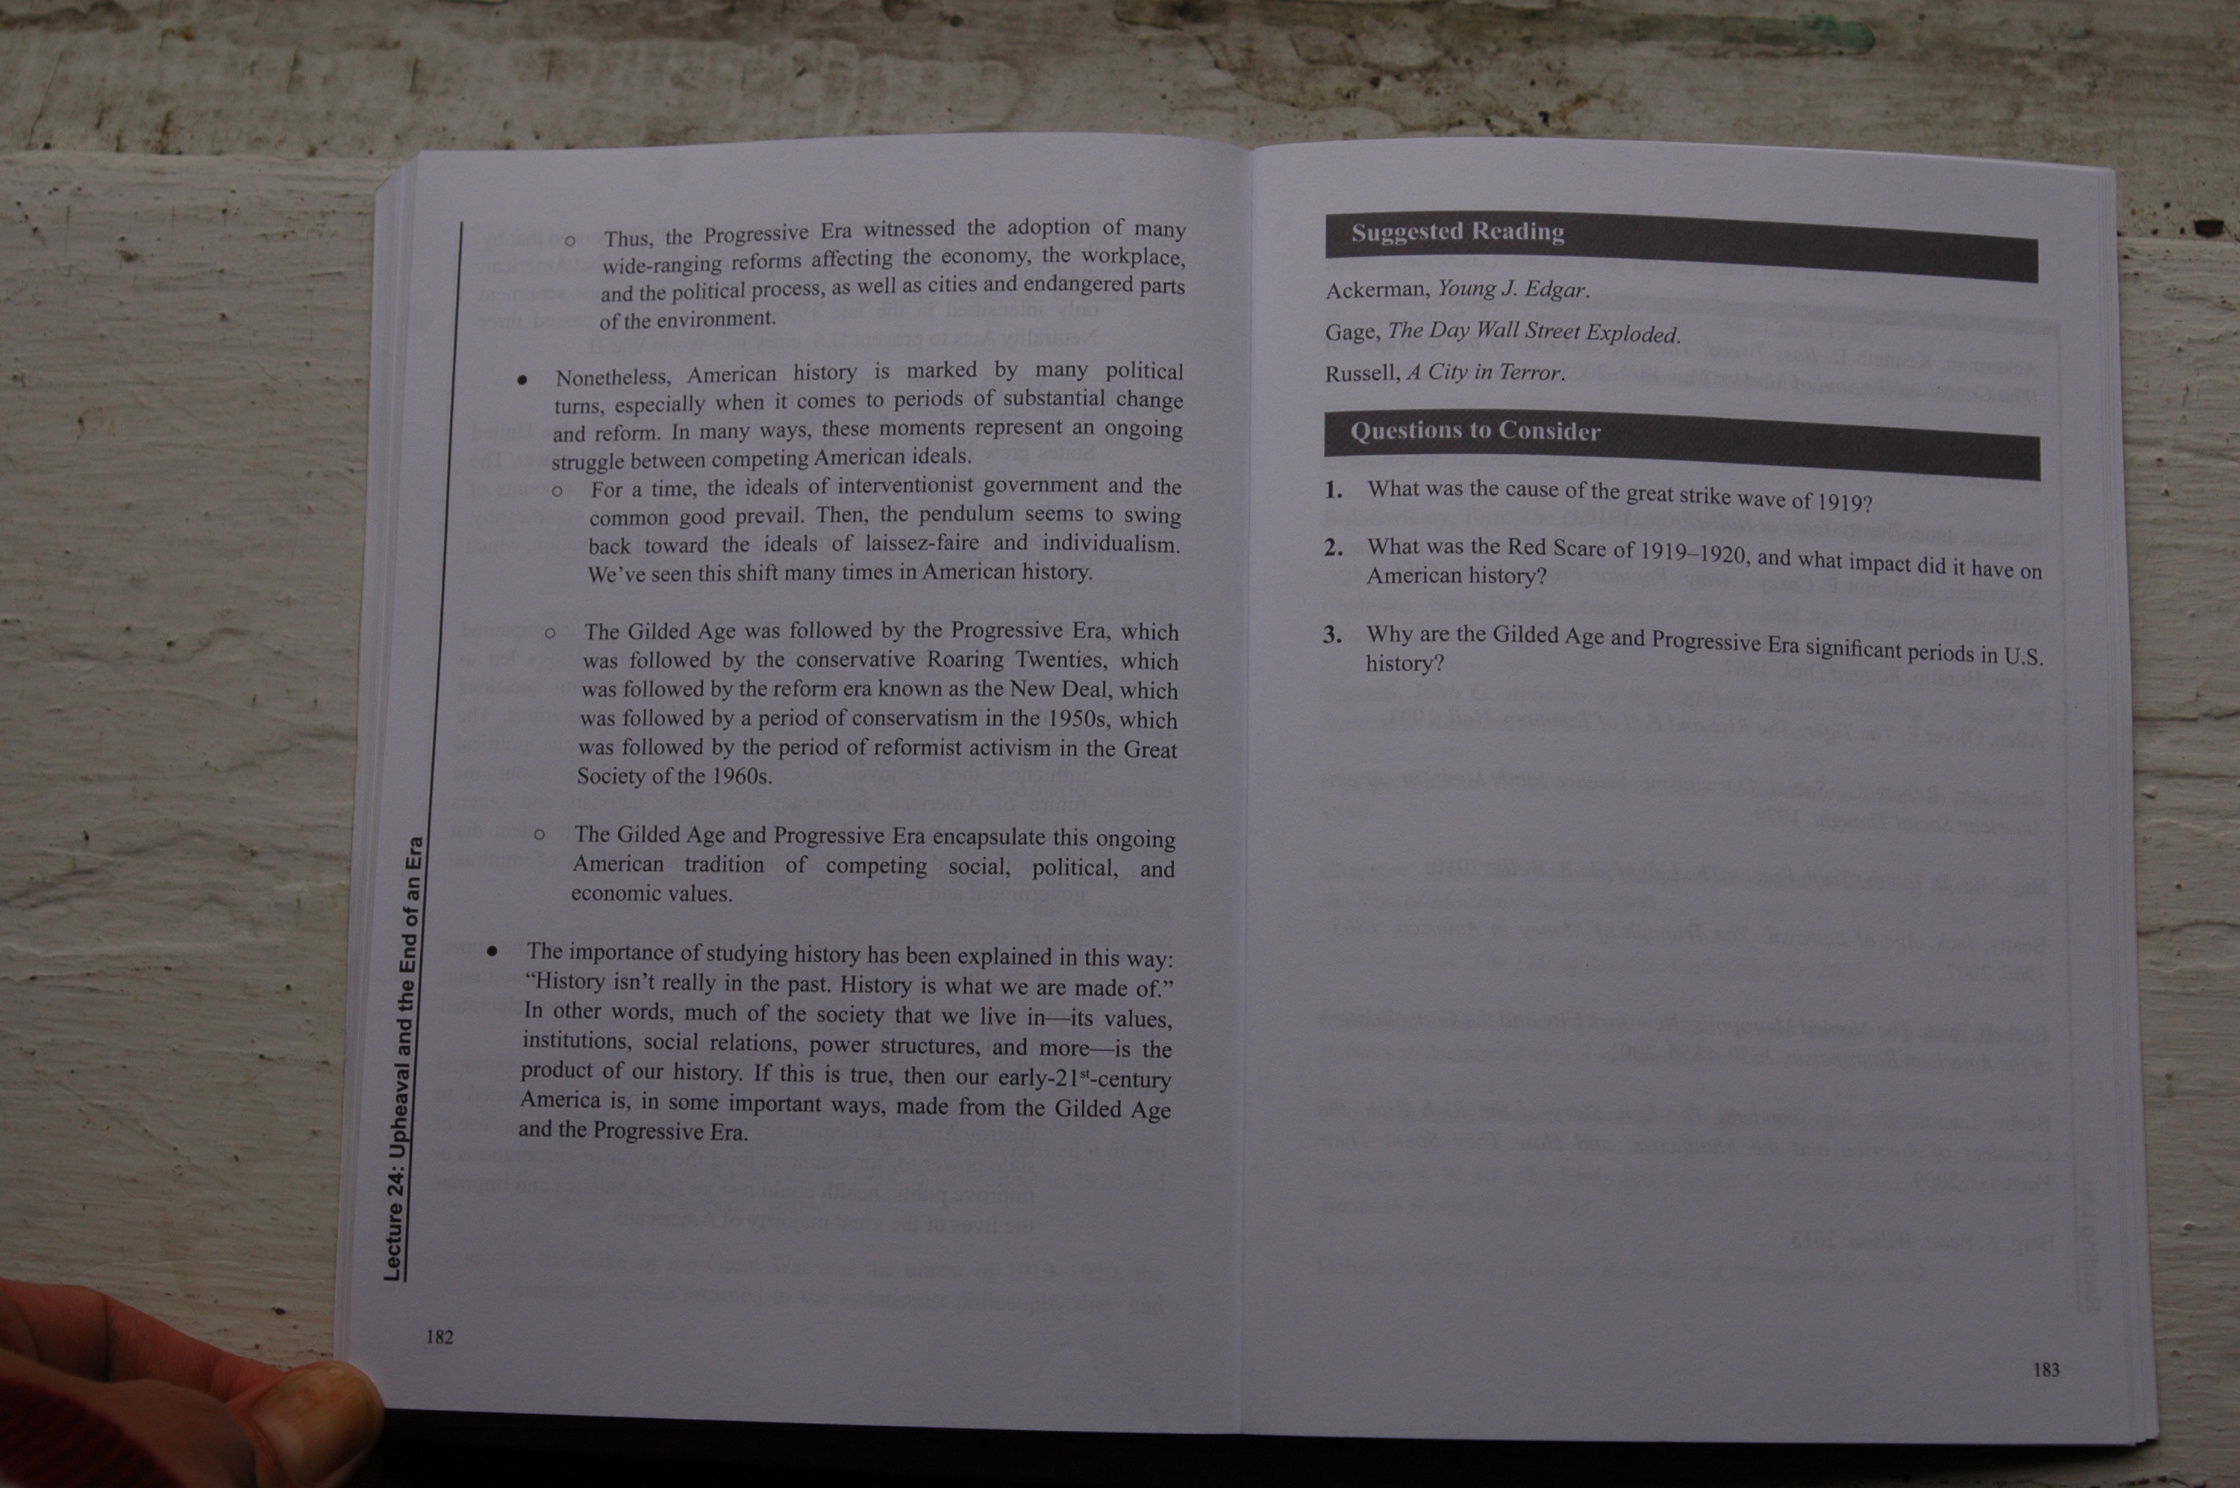 ○ Thus, the Progressive Era witnessed the adoption of many
wide-ranging reforms affecting the economy, the workplace,
and the political process, as well as cities and endangered parts
of the environment.
● Nonetheless, American history is marked by many political
turns, especially when it comes to periods of substantial change
and reform. In many ways, these moments represent an ongoing
struggle between competing American ideals.
○ For a time, the ideals of interventionist government and the
common good prevail. Then, the pendulum seems to swing
back toward the ideals of laissez-faire and individualism.
We’ve seen this shift many times in American history.
○ The Gilded Age was followed by the Progressive Era, which
was followed by the conservative Roaring Twenties, which
was followed by the reform era known as the New Deal, which
was followed by a period of conservatism in the 1950s, which
was followed by the period of reformist activism in the Great
Society of the 1960s.
○ The Gilded Age and Progressive Era encapsulate this ongoing
American tradition of competing social, political, and
economic values.
● The importance of studying history has been explained in this way:
“History isn’t really in the past. History is what we are made of.”
In other words, much of the society that we live in—its values,
institutions, social relations, power structures, and more—is the
product of our history. If this is true, then our early-21st-century
America is, in some important ways, made from the Gilded Age
and the Progressive Era.
Lecture 24: Upheaval and the End of an Era
182
Suggested Reading
Ackerman, Young J. Edgar.
Gage, The Day Wall Street Exploded.
Russell, A City in Terror.
Questions to Consider
1. What was the cause of the great strike wave of 1919?
2. What was the Red Scare of 1919–1920, and what impact did it have on
American history?
3. Why are the Gilded Age and Progressive Era significant periods in U.S.
history?
183